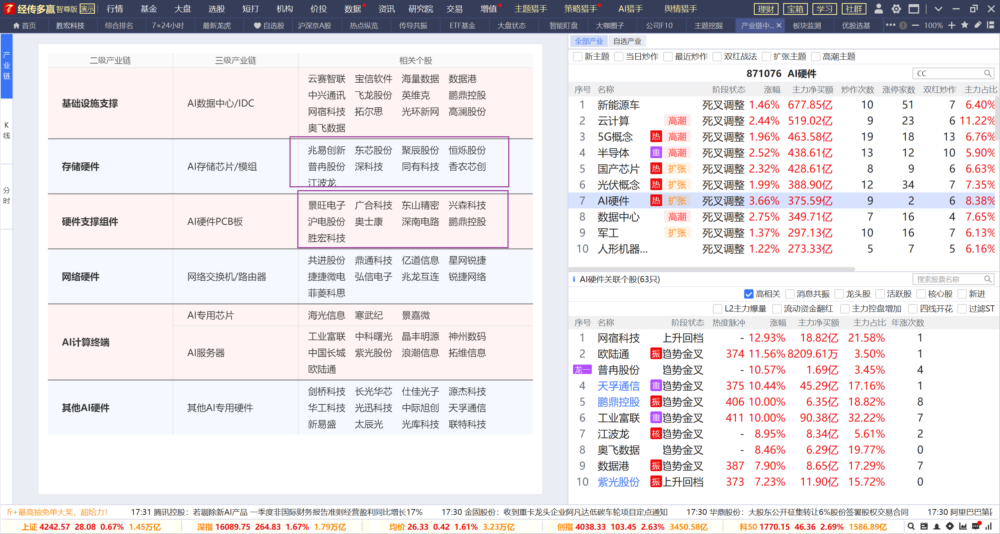 经传多赢 智尊版 演示 行情 基金 大盘 选股 短打 机构 价投 数据 资讯 研究院 交易 增值 主题猎手 策略猎手 AI猎手 舆情猎手 理财 宝箱 学习 社群
首页 胜宏科技 综合排名 7×24小时 最新龙虎 自选股 沪深京A股 热点纵览 传导共振 ETF基金 大盘状态 智能盯盘 大咖圈子 公司F10 主题挖掘 产业链中... 板块监测 优股选基 100%
产业链
K线
分时
二级产业链 三级产业链 相关个股
基础设施支撑 AI数据中心/IDC
云赛智联 宝信软件 海量数据 数据港
中兴通讯 飞龙股份 英维克 鹏鼎控股
网宿科技 拓尔思 光环新网 高澜股份
奥飞数据
存储硬件 AI存储芯片/模组
兆易创新 东芯股份 聚辰股份 恒烁股份
普冉股份 深科技 同有科技 香农芯创
江波龙
硬件支撑组件 AI硬件PCB板
景旺电子 广合科技 东山精密 兴森科技
沪电股份 奥士康 深南电路 鹏鼎控股
胜宏科技
网络硬件 网络交换机/路由器
共进股份 鼎通科技 亿道信息 星网锐捷
捷捷微电 弘信电子 兆龙互连 锐捷网络
菲菱科思
AI计算终端
AI专用芯片 海光信息 寒武纪 景嘉微
AI服务器
工业富联 中科曙光 晶丰明源 神州数码
中国长城 紫光股份 浪潮信息 拓维信息
欧陆通
其他AI硬件 其他AI专用硬件
剑桥科技 长光华芯 仕佳光子 源杰科技
华工科技 光迅科技 中际旭创 天孚通信
新易盛 太辰光 光库科技 联特科技
全部产业 自选产业
新主题 当日炒作 最近炒作 双红战法 扩张主题 高潮主题
871076 AI硬件 CC
序号 名称 阶段状态 涨幅 主力净买额 炒作次数 涨停家数 双红炒作 主力占比
1 新能源车 死叉调整 1.46% 677.85亿 10 51 7 6.40%
2 云计算 高潮 死叉调整 2.44% 519.02亿 9 23 6 11.22%
3 5G概念 热 高潮 死叉调整 1.96% 463.58亿 19 18 13 6.76%
4 半导体 重 高潮 死叉调整 2.52% 438.61亿 13 12 10 5.90%
5 国产芯片 热 扩张 死叉调整 2.32% 428.61亿 8 9 6 6.63%
6 光伏概念 热 扩张 死叉调整 1.99% 388.90亿 12 34 7 7.35%
7 AI硬件 热 扩张 死叉调整 3.66% 375.59亿 9 2 6 8.38%
8 数据中心 高潮 死叉调整 2.75% 349.71亿 7 16 4 7.65%
9 军工 扩张 死叉调整 1.37% 297.13亿 10 16 7 6.13%
10 人形机器... 死叉调整 1.22% 273.33亿 5 7 5 6.16%
AI硬件关联个股(63只) 搜索股票名称
高相关 消息共振 龙头股 活跃股 核心股 新进
L2主力爆量 流动资金翻红 主力控盘增加 四线开花 过滤ST
序号 名称 阶段状态 热度脉冲 涨幅 主力净买额 主力占比 年涨次数
1 网宿科技 上升回档 - 12.93% 18.82亿 21.58% 1
2 欧陆通 振 趋势金叉 374 11.56% 8209.61万 3.50% 1
龙一 普冉股份 趋势金叉 - 10.57% 1.69亿 3.45% 4
4 天孚通信 重 趋势金叉 375 10.44% 45.29亿 17.16% 1
5 鹏鼎控股 振 趋势金叉 406 10.00% 6.35亿 18.82% 8
6 工业富联 重 趋势金叉 411 10.00% 90.38亿 32.22% 7
7 江波龙 核 趋势金叉 - 8.95% 8.34亿 5.61% 2
8 奥飞数据 趋势金叉 - 8.46% 6.29亿 19.77% 0
9 数据港 振 趋势金叉 387 7.90% 8.65亿 17.29% 7
10 紫光股份 振 上升回档 373 7.23% 11.90亿 15.72% 0
斤+最高抽免单大奖，超给力！ 17:31 腾讯控股：若剔除新AI产品 一季度非国际财务报告准则经营盈利同比增长17% 17:30 金固股份：收到重卡龙头企业阿凡达低碳车轮项目定点通知 17:30 华鼎股份：大股东公开征集转让6%股份签署股权交易合同 17:30 阿里巴巴第四
上证 4242.57 28.08 0.67% 1.45万亿 深指 16089.75 264.83 1.67% 1.79万亿 均价 26.33 0.42 1.61% 3.23万亿 创指 4038.33 103.45 2.63% 3450.58亿 科50 1770.15 46.36 2.69% 1586.89亿